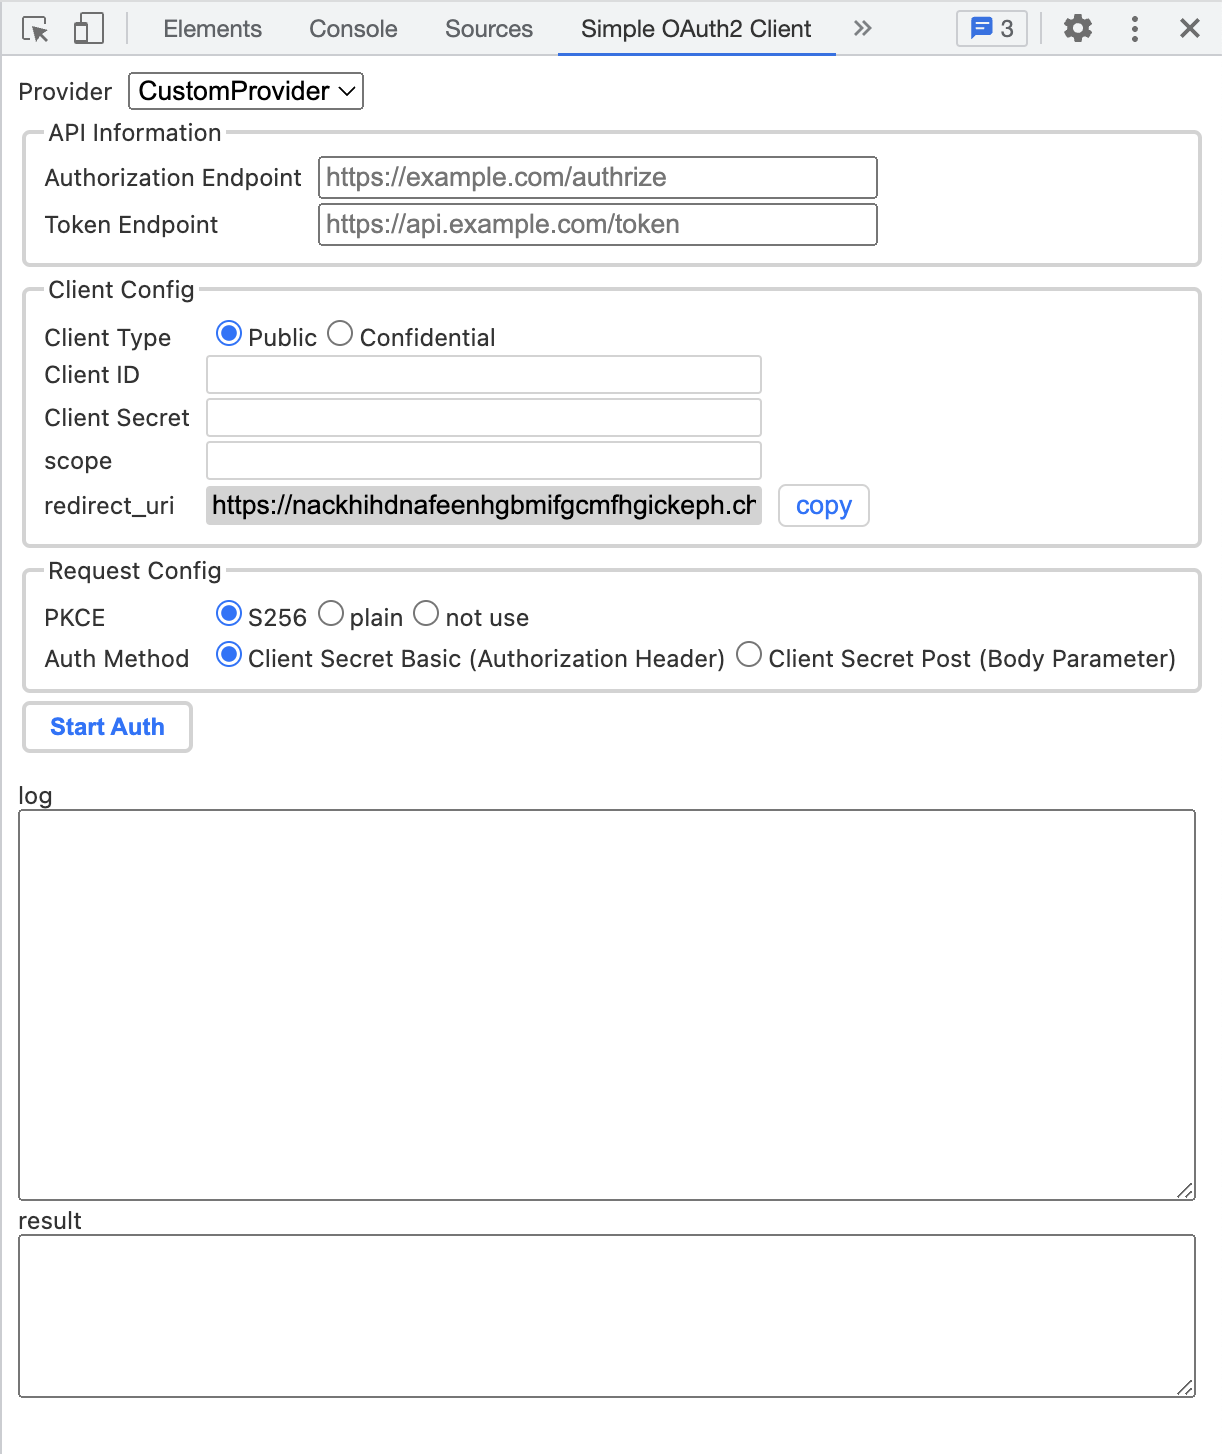 Elements Console Sources Simple OAuth2 Client 3
Provider CustomProvider
API Information
Authorization Endpoint https://example.com/authrize
Token Endpoint https://api.example.com/token
Client Config
Client Type Public Confidential
Client ID
Client Secret
scope
redirect_uri https://nackhihdnafeenhgbmifgcmfhgickeph.ch copy
Request Config
PKCE S256 plain not use
Auth Method Client Secret Basic (Authorization Header) Client Secret Post (Body Parameter)
Start Auth
log
result